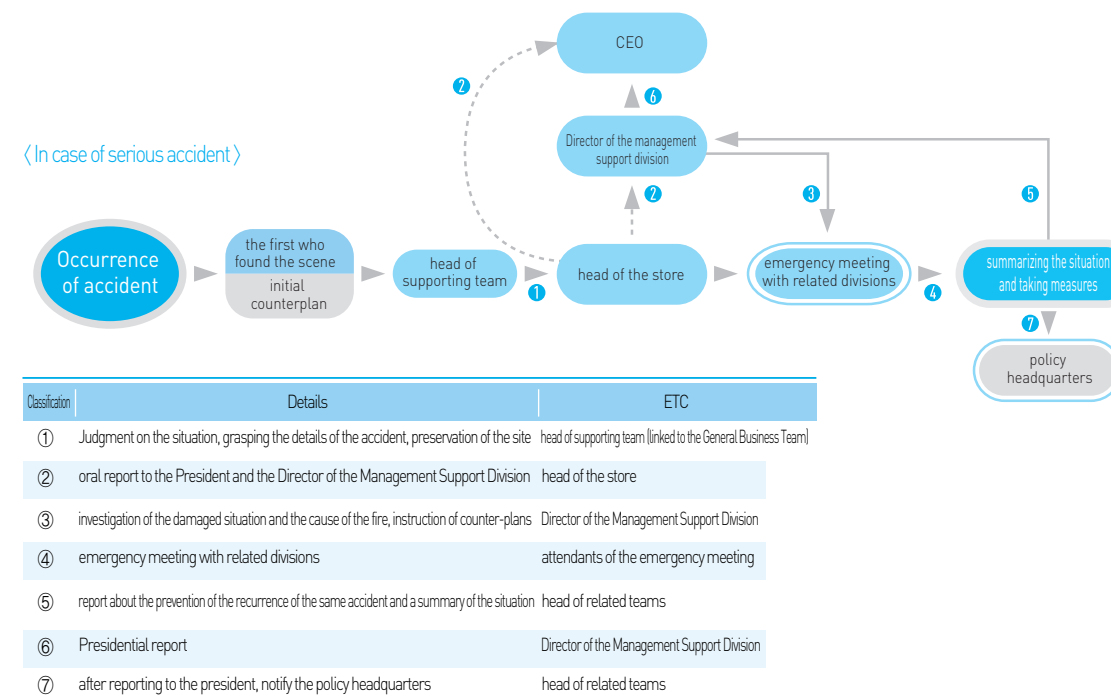 CEO
❷
❻
〈In case of serious accident〉
Director of the management
support division
❷
❸
❺
Occurrence
of accident
the first who
found the scene
initial
counterplan
head of
supporting team
❶
head of the store
emergency meeting
with related divisions
❹
summarizing the situation
and taking measures
❼
policy
headquarters
Classification Details ETC
① Judgment on the situation, grasping the details of the accident, preservation of the site head of supporting team (linked to the General Business Team)
② oral report to the President and the Director of the Management Support Division head of the store
③ investigation of the damaged situation and the cause of the fire, instruction of counter-plans Director of the Management Support Division
④ emergency meeting with related divisions attendants of the emergency meeting
⑤ report about the prevention of the recurrence of the same accident and a summary of the situation head of related teams
⑥ Presidential report Director of the Management Support Division
⑦ after reporting to the president, notify the policy headquarters head of related teams